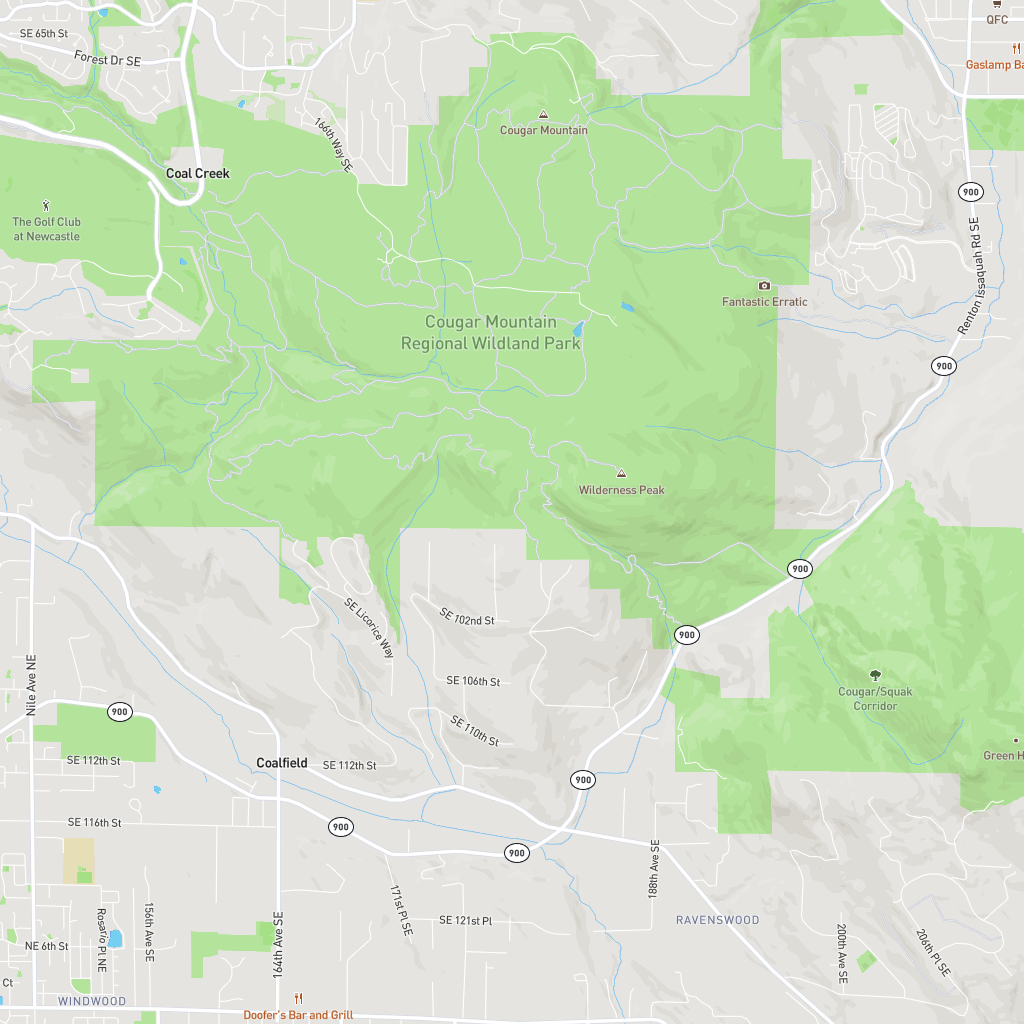 QFC
SE 65th St
Forest Dr SE
Gaslamp Ba
Cougar Mountain
166th Way SE
Coal Creek
900
The Golf Club
at Newcastle
Renton Issaquah Rd SE
Fantastic Erratic
Cougar Mountain
Regional Wildland Park
900
Wilderness Peak
900
SE Licorice Way
SE 102nd St
900
Nile Ave NE
SE 106th St
Cougar/Squak
Corridor
900
SE 110th St
Green H
SE 112th St
Coalfield
SE 112th St
900
SE 116th St
900
900
188th Ave SE
171st Pl SE
SE 121st Pl
RAVENSWOOD
Rosario Pl NE
156th Ave SE
164th Ave SE
200th Ave SE
206th Pl SE
NE 6th St
Ct
WINDWOOD
Doofer's Bar and Grill